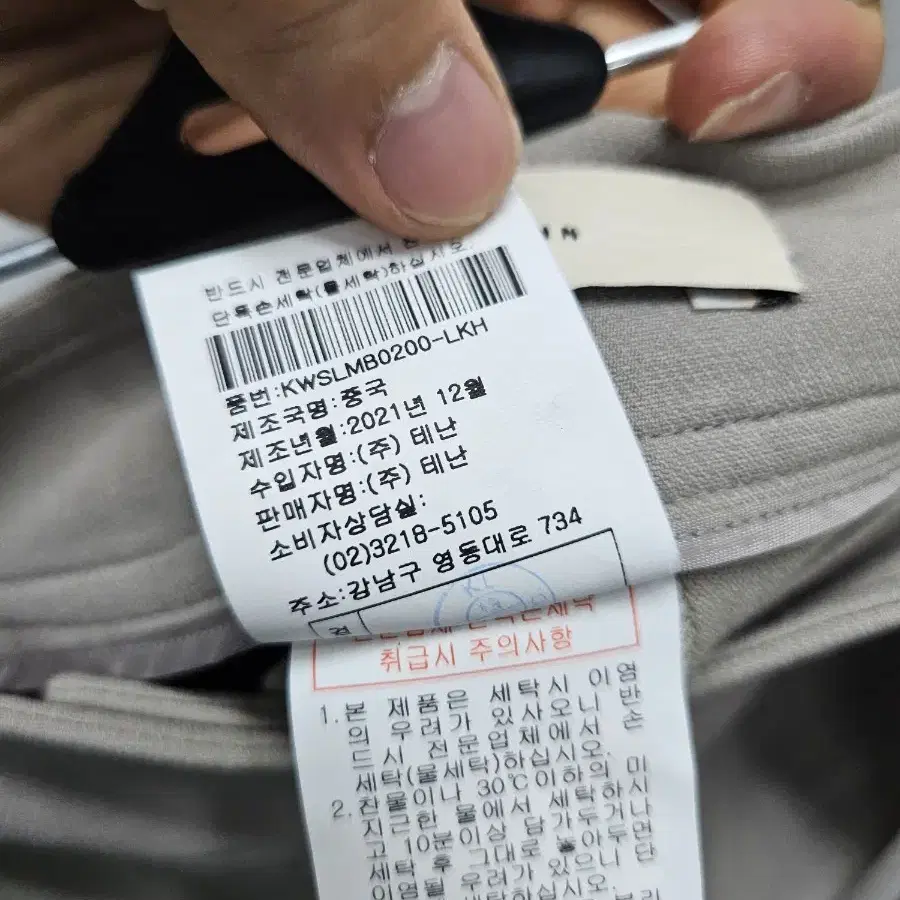 반드시 전문업체에서
단독손세탁(물세탁)하십시오.
품번:KWSLMB0200-LKH
제조국명:중국
제조년월:2021년 12월
수입자명:(주) 테난
판매자명:(주) 테난
소비자상담실:
(02)3218-5105
주소:강남구 영동대로 734
취급시 주의사항
1.본 제품은 세탁시 이염
의 우려가 있사오니 반
드시 전문업체에서 손
세탁(물세탁)하십시오.
2.찬물이나 30℃이하의 미
지근한 물에서 세탁하시
고 10분이상 담가두거나
세탁 후 그대로 놓아두면
이염될 우려가 있으니 단